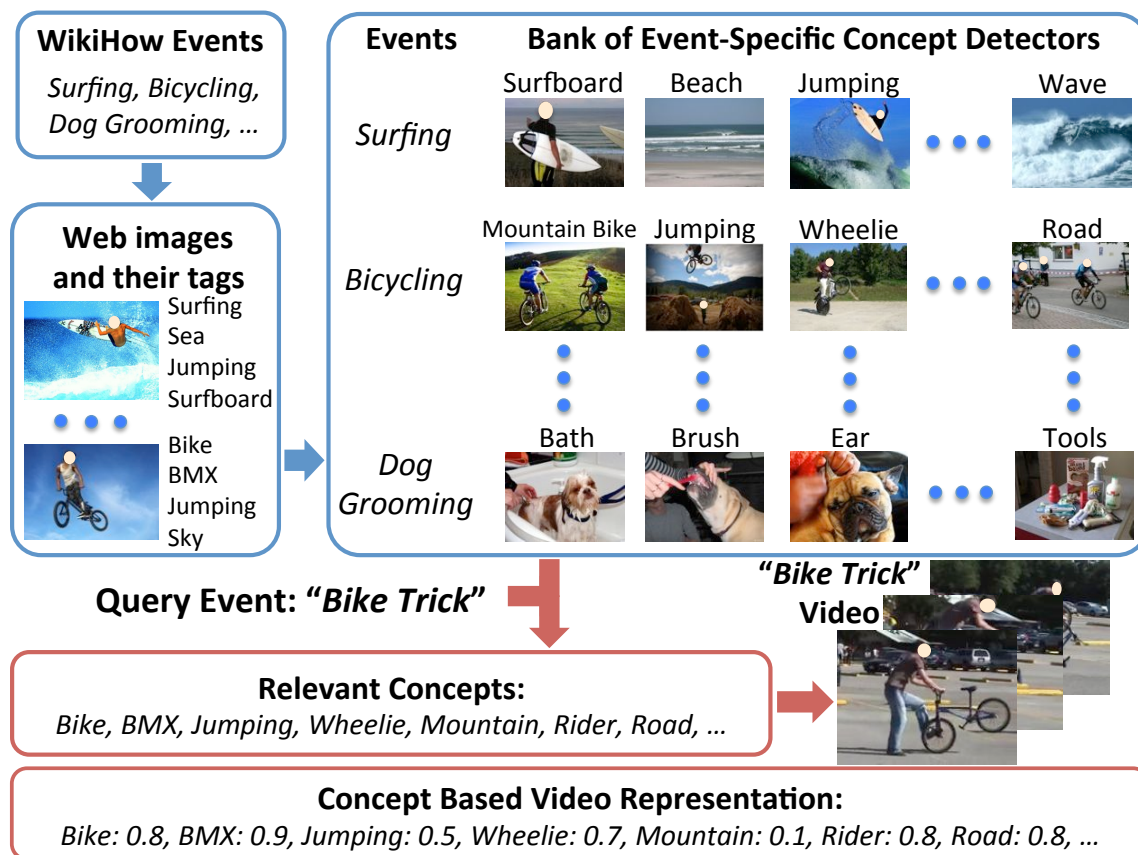 WikiHow Events
Surfing, Bicycling,
Dog Grooming, ...
Web images
and their tags
Surfing
Sea
Jumping
Surfboard
Bike
BMX
Jumping
Sky
Events
Bank of Event-Specific Concept Detectors
Surfboard
Beach
Jumping
Wave
Surfing
Mountain Bike
Jumping
Wheelie
Road
Bicycling
Bath
Brush
Ear
Tools
Dog
Grooming
Query Event: “Bike Trick”
“Bike Trick”
Video
Relevant Concepts:
Bike, BMX, Jumping, Wheelie, Mountain, Rider, Road, ...
Concept Based Video Representation:
Bike: 0.8, BMX: 0.9, Jumping: 0.5, Wheelie: 0.7, Mountain: 0.1, Rider: 0.8, Road: 0.8, ...